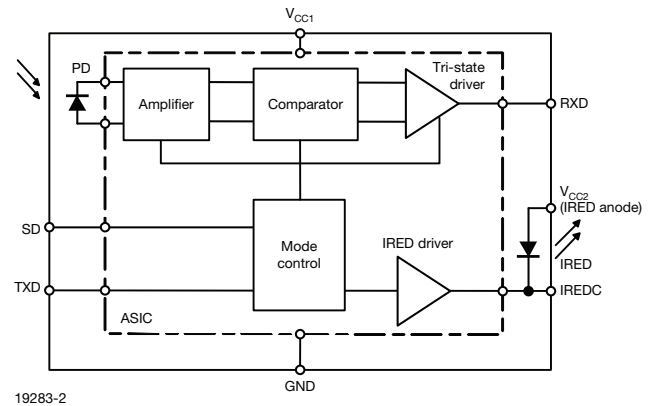 VCC1
PD
Amplifier
Comparator
Tri-state
driver
RXD
VCC2
(IRED anode)
SD
Mode
control
IRED driver
IRED
TXD
IREDC
ASIC
GND
19283-2